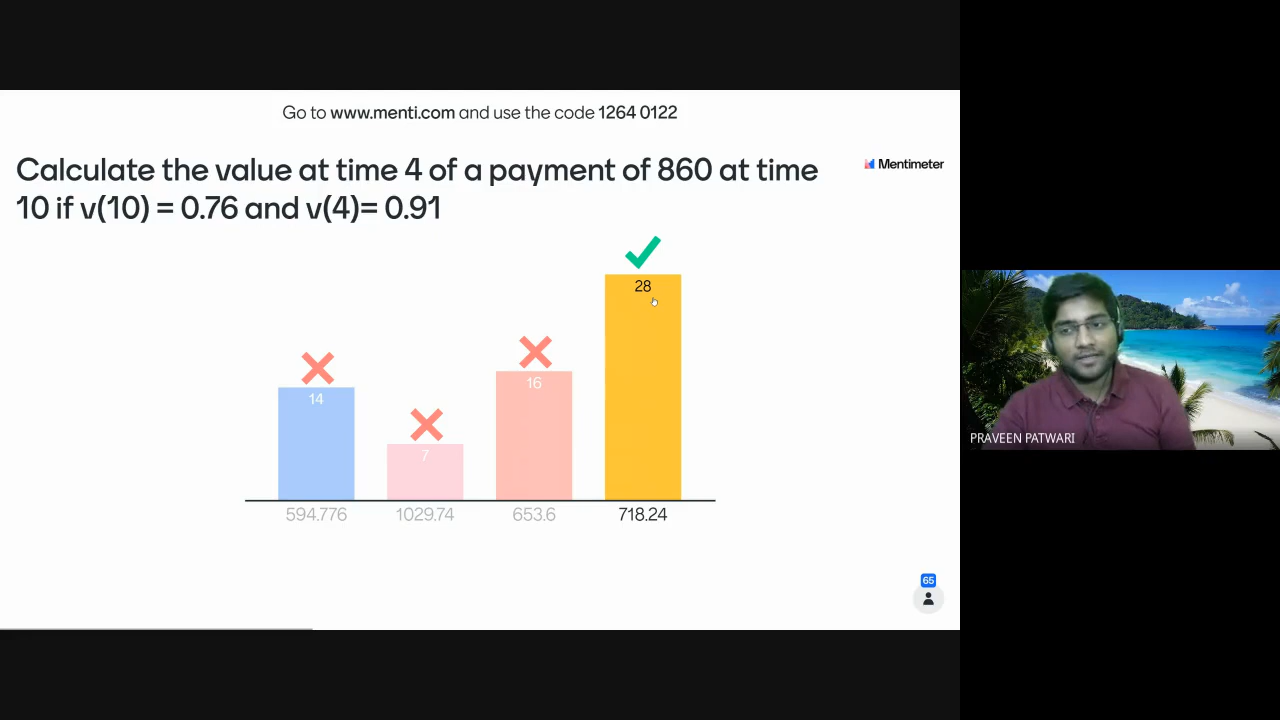 Go to www.menti.com and use the code 1264 0122
Calculate the value at time 4 of a payment of 860 at time
10 if v(10) = 0.76 and v(4)= 0.91
Mentimeter
28
16
14
7
594.776
1029.74
653.6
718.24
65
PRAVEEN PATWARI